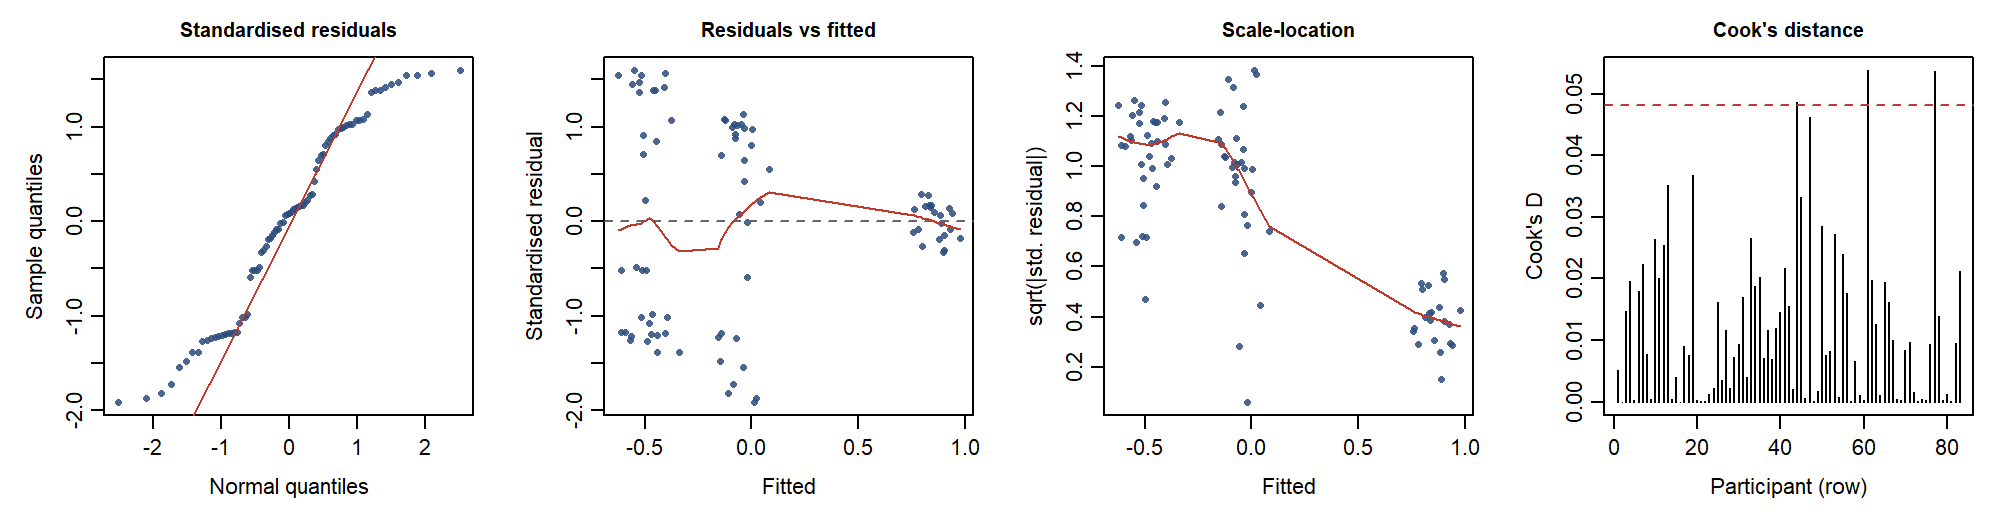 Standardised residuals
Sample quantiles
1.0
0.0
-1.0
-2.0
-2 -1 0 1 2
Normal quantiles
Residuals vs fitted
Standardised residual
1.0
0.0
-1.0
-2.0
-0.5 0.0 0.5 1.0
Fitted
Scale-location
sqrt(|std. residual|)
1.4
1.2
1.0
0.8
0.6
0.4
0.2
-0.5 0.0 0.5 1.0
Fitted
Cook's distance
Cook's D
0.05
0.04
0.03
0.02
0.01
0.00
0 20 40 60 80
Participant (row)